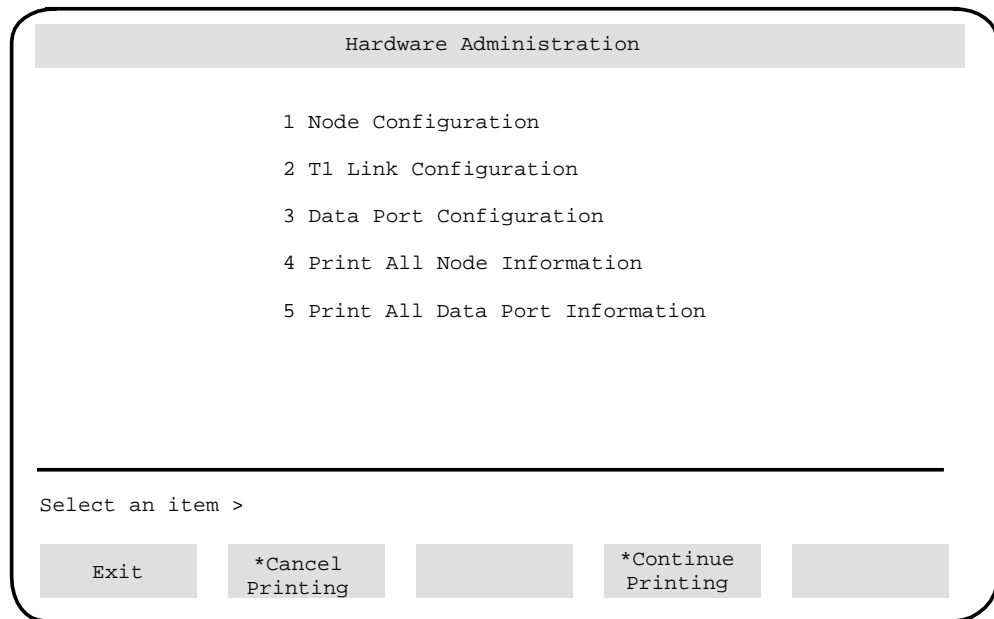 Hardware Administration
1 Node Configuration
2 T1 Link Configuration
3 Data Port Configuration
4 Print All Node Information
5 Print All Data Port Information
Select an item >
Exit
*Cancel
Printing
*Continue
Printing